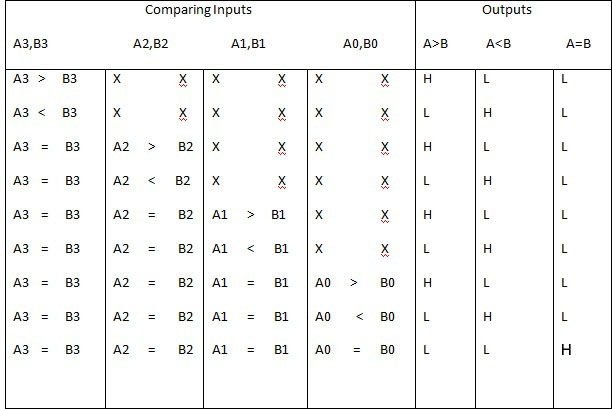 Comparing Inputs Outputs
A3,B3 A2,B2 A1,B1 A0,B0 A>B A<B A=B
A3 > B3 X X X X X X H L L
A3 < B3 X X X X X X L H L
A3 = B3 A2 > B2 X X X X H L L
A3 = B3 A2 < B2 X X X X L H L
A3 = B3 A2 = B2 A1 > B1 X X H L L
A3 = B3 A2 = B2 A1 < B1 X X L H L
A3 = B3 A2 = B2 A1 = B1 A0 > B0 H L L
A3 = B3 A2 = B2 A1 = B1 A0 < B0 L H L
A3 = B3 A2 = B2 A1 = B1 A0 = B0 L L H